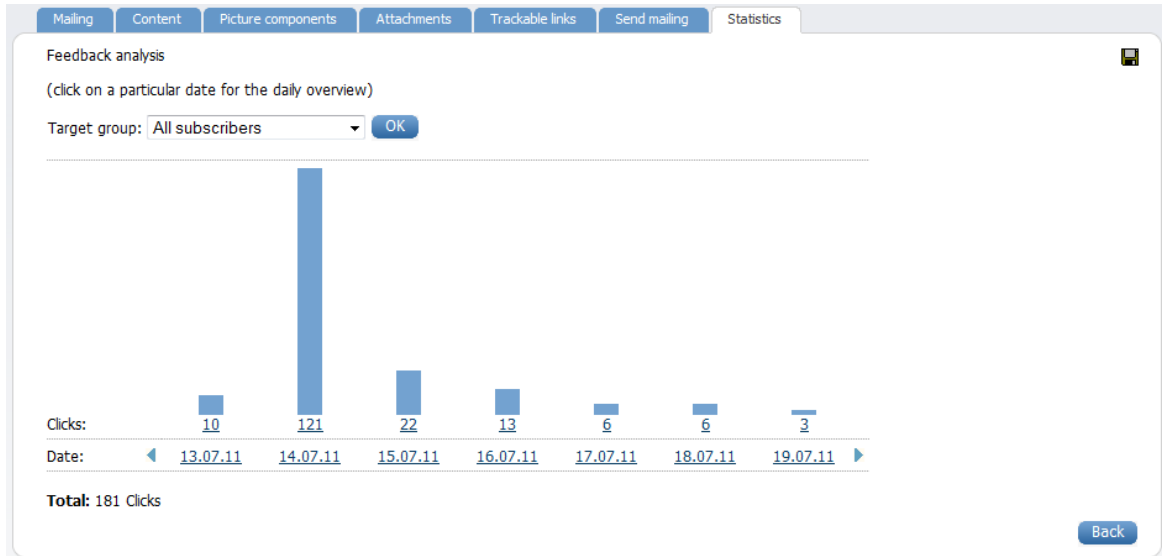 Mailing Content Picture components Attachments Trackable links Send mailing Statistics
Feedback analysis
(click on a particular date for the daily overview)
Target group: All subscribers OK
Clicks: 10 121 22 13 6 6 3
Date: 13.07.11 14.07.11 15.07.11 16.07.11 17.07.11 18.07.11 19.07.11
Total: 181 Clicks
Back